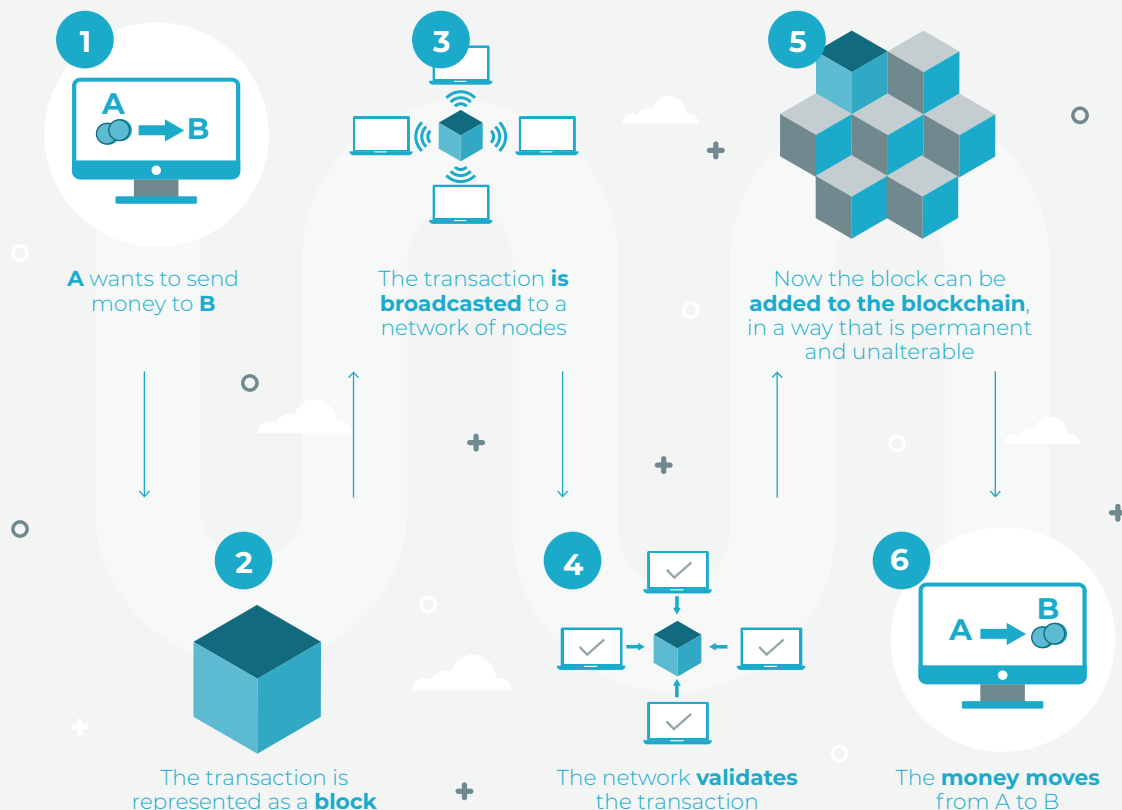 1
A
B
A wants to send
money to B
2
The transaction is
represented as a block
3
The transaction is
broadcasted to a
network of nodes
4
The network validates
the transaction
5
Now the block can be
added to the blockchain,
in a way that is permanent
and unalterable
6
A
B
The money moves
from A to B